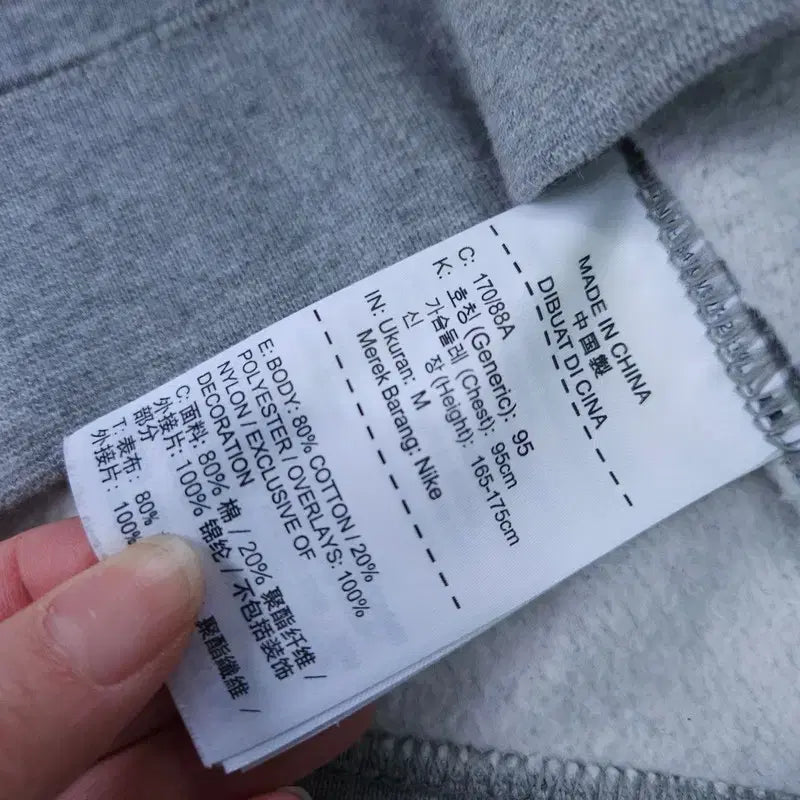 MADE IN CHINA
中国製
DIBUAT DI CINA
C: 170/88A
K: 호칭 (Generic): 95
가슴둘레 (Chest): 95cm
신 장 (Height): 165-175cm
IN: Ukuran: M
Merek Barang: Nike
E: BODY: 80% COTTON / 20%
POLYESTER / OVERLAYS: 100%
NYLON / EXCLUSIVE OF
DECORATION
C: 面料: 80% 棉 / 20% 聚酯纤维 /
外接片: 100% 锦纶 / 不包括装饰
部分
T: 表布: 80% 聚酯纖維 /
外接片: 100%